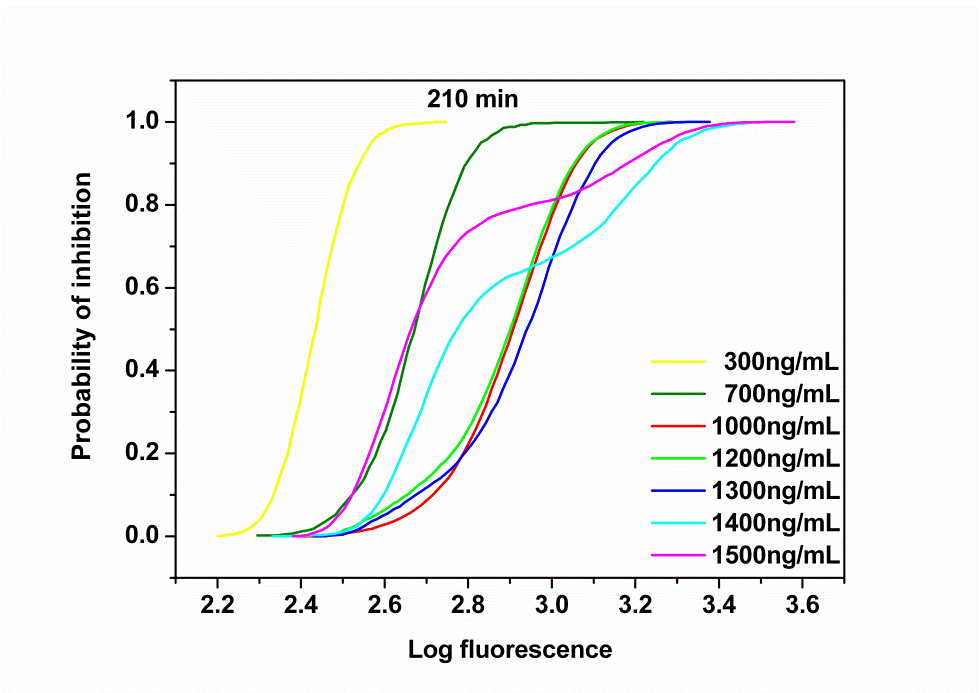 210 min
1.0
0.8
0.6
0.4
0.2
0.0
Probability of inhibition
2.2 2.4 2.6 2.8 3.0 3.2 3.4 3.6
Log fluorescence
300ng/mL
700ng/mL
1000ng/mL
1200ng/mL
1300ng/mL
1400ng/mL
1500ng/mL